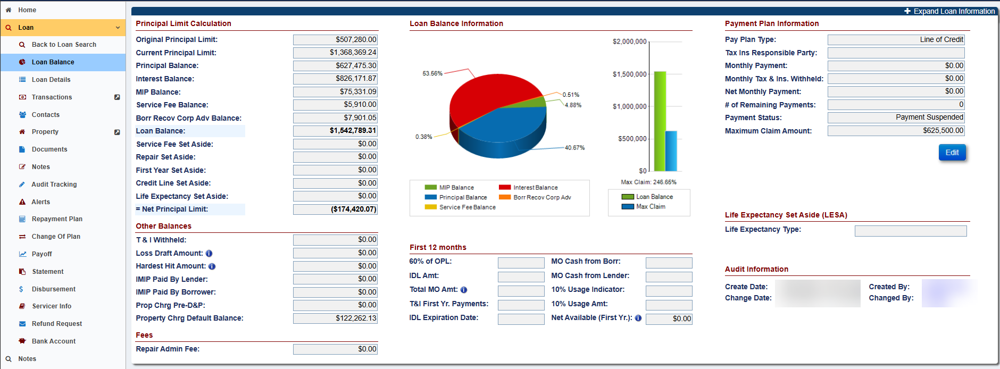 Home
Loan
Back to Loan Search
Loan Balance
Loan Details
Transactions
Contacts
Property
Documents
Notes
Audit Tracking
Alerts
Repayment Plan
Change Of Plan
Payoff
Statement
Disbursement
Servicer Info
Refund Request
Bank Account
Notes
Expand Loan Information
Principal Limit Calculation
Original Principal Limit: $507,280.00
Current Principal Limit: $1,368,369.24
Principal Balance: $627,475.30
Interest Balance: $826,171.87
MIP Balance: $75,331.09
Service Fee Balance: $5,910.00
Borr Recov Corp Adv Balance: $7,901.05
Loan Balance: $1,542,789.31
Service Fee Set Aside: $0.00
Repair Set Aside: $0.00
First Year Set Aside: $0.00
Credit Line Set Aside: $0.00
Life Expectancy Set Aside: $0.00
= Net Principal Limit: ($174,420.07)
Other Balances
T & I Withheld: $0.00
Loss Draft Amount: $0.00
Hardest Hit Amount: $0.00
IMIP Paid By Lender: $0.00
IMIP Paid By Borrower: $0.00
Prop Chrg Pre-D&P: $0.00
Property Chrg Default Balance: $122,262.13
Fees
Repair Admin Fee: $0.00
Loan Balance Information
53.56%
0.51%
4.88%
0.38%
40.67%
MIP Balance Interest Balance
Principal Balance Borr Recov Corp Adv
Service Fee Balance
$2,000,000
$1,500,000
$1,000,000
$500,000
$0
Max Claim: 246.65%
Loan Balance
Max Claim
First 12 months
60% of OPL: MO Cash from Borr:
IDL Amt: MO Cash from Lender:
Total MO Amt: 10% Usage Indicator:
T&I First Yr. Payments: 10% Usage Amt:
IDL Expiration Date: Net Available (First Yr.): $0.00
Payment Plan Information
Pay Plan Type: Line of Credit
Tax Ins Responsible Party:
Monthly Payment: $0.00
Monthly Tax & Ins. Withheld: $0.00
Net Monthly Payment: $0.00
# of Remaining Payments: 0
Payment Status: Payment Suspended
Maximum Claim Amount: $625,500.00
Edit
Life Expectancy Set Aside (LESA)
Life Expectancy Type:
Audit Information
Create Date: Created By:
Change Date: Changed By: